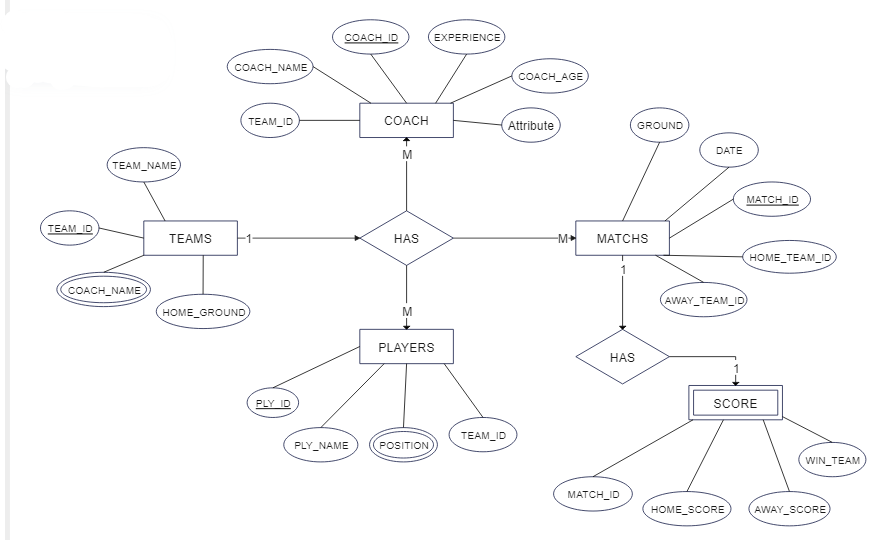 COACH_ID
EXPERIENCE
COACH_NAME
COACH_AGE
TEAM_ID
COACH
Attribute
GROUND
M
DATE
TEAM_NAME
MATCH_ID
TEAM_ID
TEAMS
1
HAS
M
MATCHS
HOME_TEAM_ID
1
COACH_NAME
AWAY_TEAM_ID
HOME_GROUND
M
PLAYERS
HAS
1
PLY_ID
SCORE
PLY_NAME
POSITION
TEAM_ID
WIN_TEAM
MATCH_ID
HOME_SCORE
AWAY_SCORE